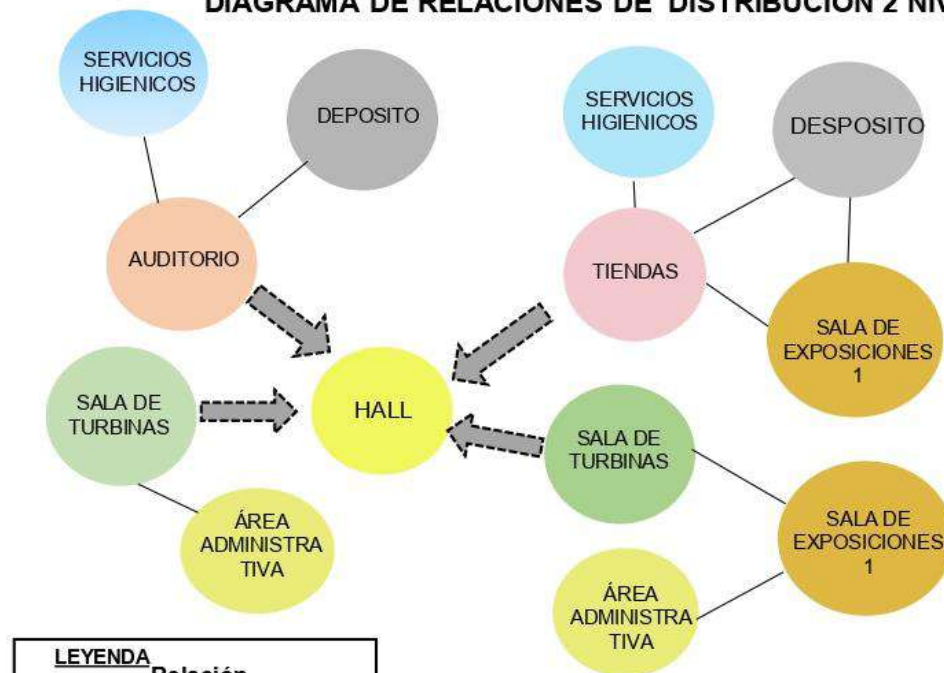 DIAGRAMA DE RELACIONES DE DISTRIBUCION 2 NIV
SERVICIOS
HIGIENICOS
DEPOSITO
SERVICIOS
HIGIENICOS
DESPOSITO
AUDITORIO
TIENDAS
SALA DE
EXPOSICIONES
1
SALA DE
TURBINAS
HALL
SALA DE
TURBINAS
ÁREA
ADMINISTRA
TIVA
SALA DE
EXPOSICIONES
1
ÁREA
ADMINISTRA
TIVA
LEYENDA
Relación